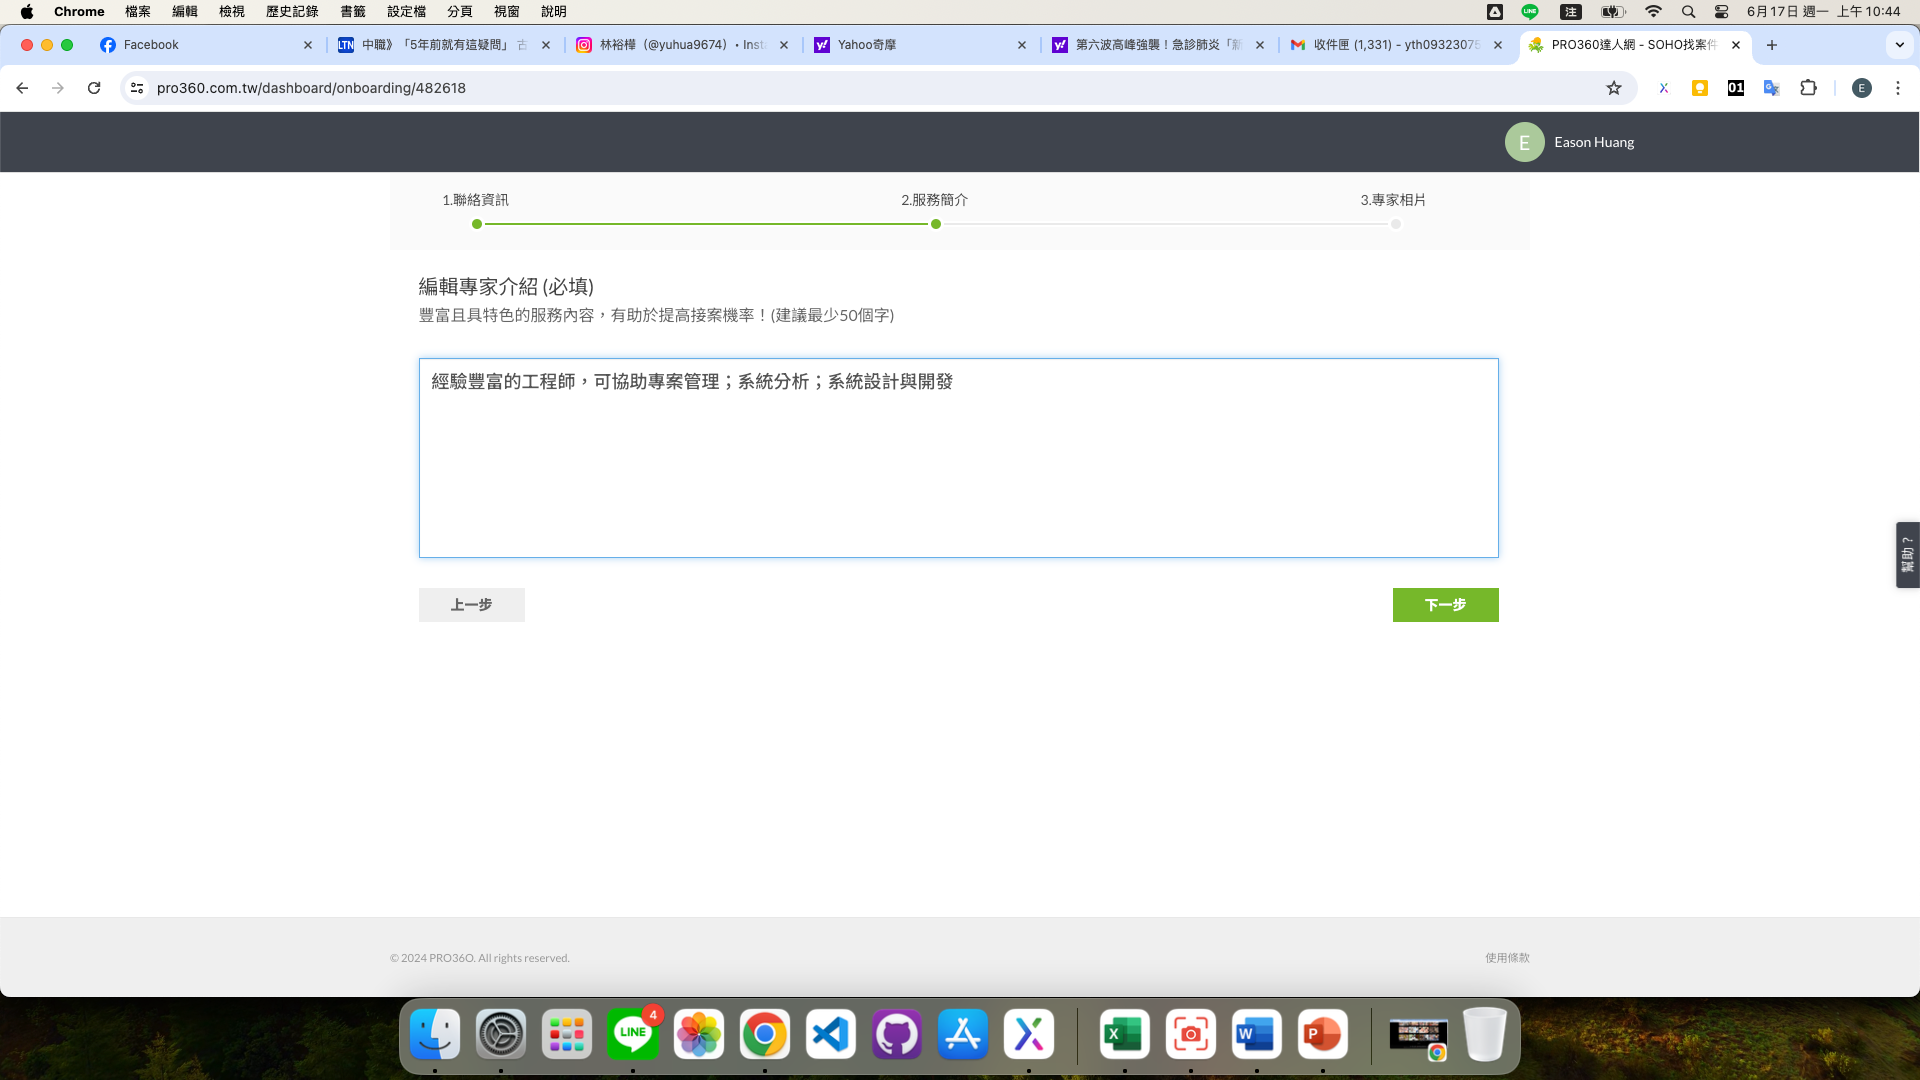 Chrome 檔案 編輯 檢視 歷史記錄 書籤 設定檔 分頁 視窗 說明 注 6月17日 週一 上午10:44
Facebook LTN 中職》「5年前就有這疑問」 古 林裕樺（@yuhua9674）• Inst Yahoo奇摩 第六波高峰強襲！急診肺炎「新 收件匣 (1,331) - yth09323075 PRO360達人網 - SOHO找案件
pro360.com.tw/dashboard/onboarding/482618 01 E
E Eason Huang
1.聯絡資訊 2.服務簡介 3.專家相片
編輯專家介紹 (必填)
豐富且具特色的服務內容，有助於提高接案機率！(建議最少50個字)
經驗豐富的工程師，可協助專案管理；系統分析；系統設計與開發
幫助？
上一步 下一步
© 2024 PRO36O. All rights reserved. 使用條款
LINE 4 X W P